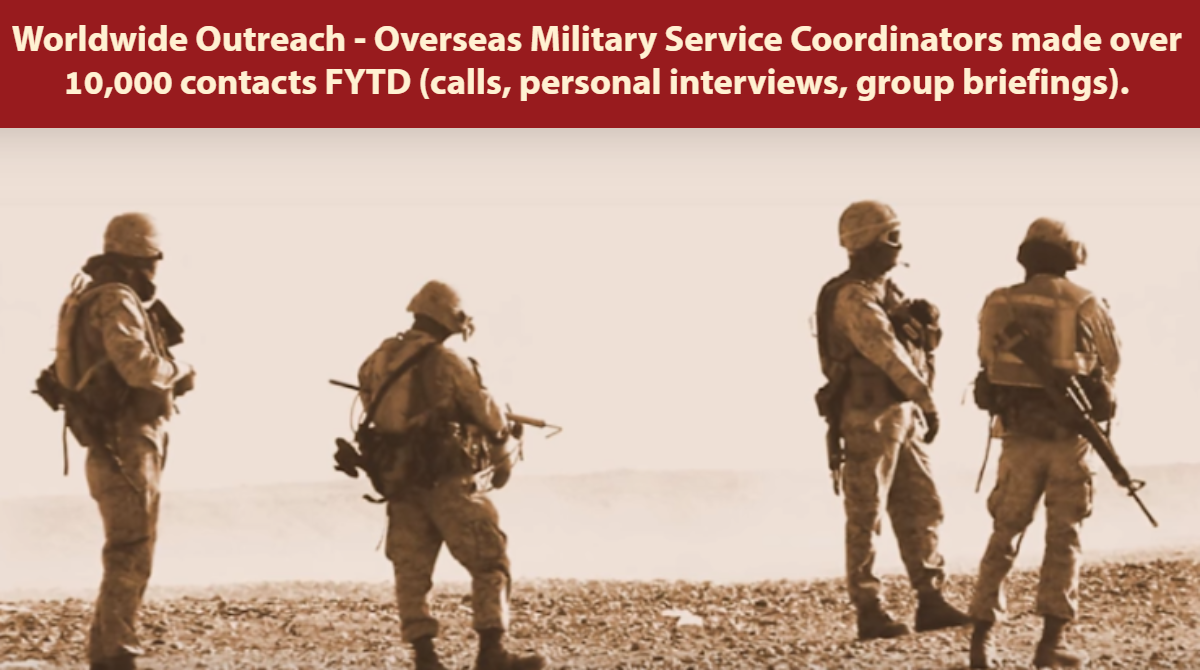 Worldwide Outreach - Overseas Military Service Coordinators made over
10,000 contacts FYTD (calls, personal interviews, group briefings).